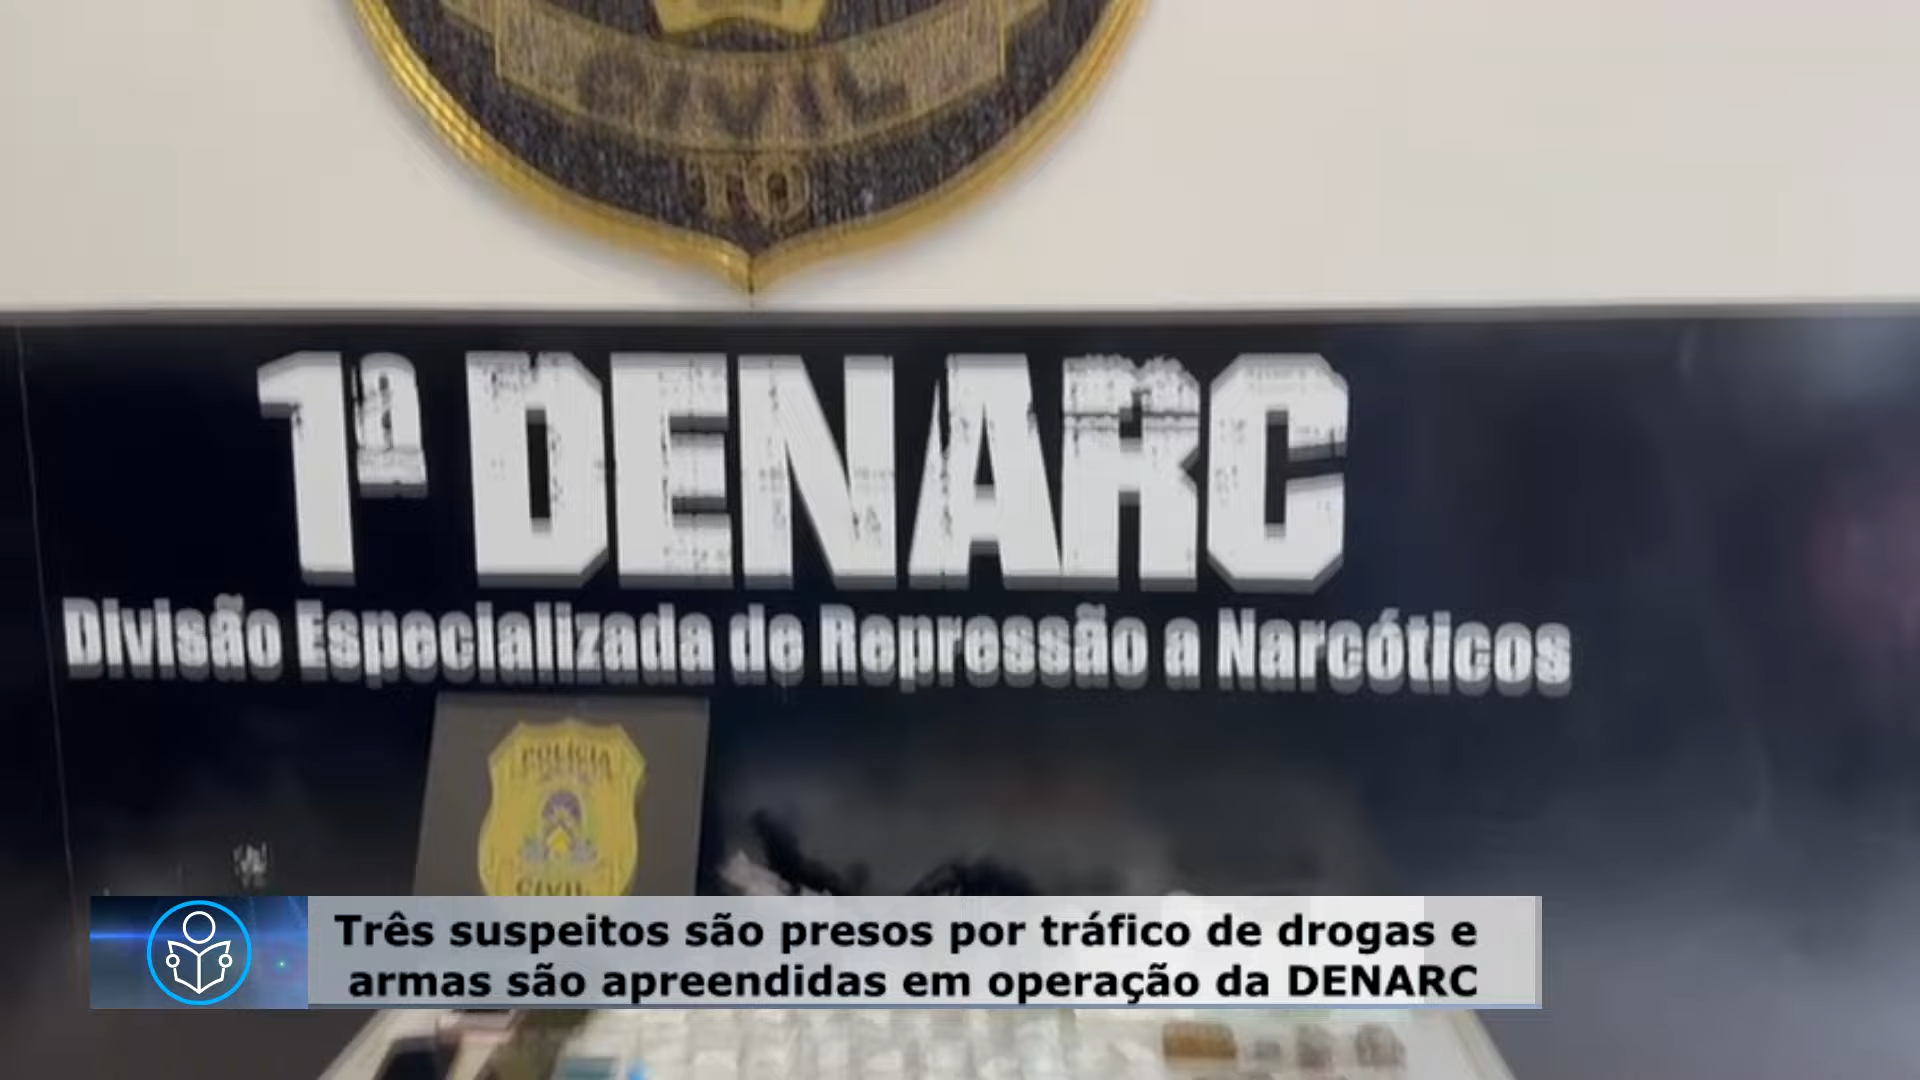 CIVIL
TO
1ª DENARC
Divisão Especializada de Repressão a Narcóticos
POLÍCIA
CIVIL
Três suspeitos são presos por tráfico de drogas e
armas são apreendidas em operação da DENARC